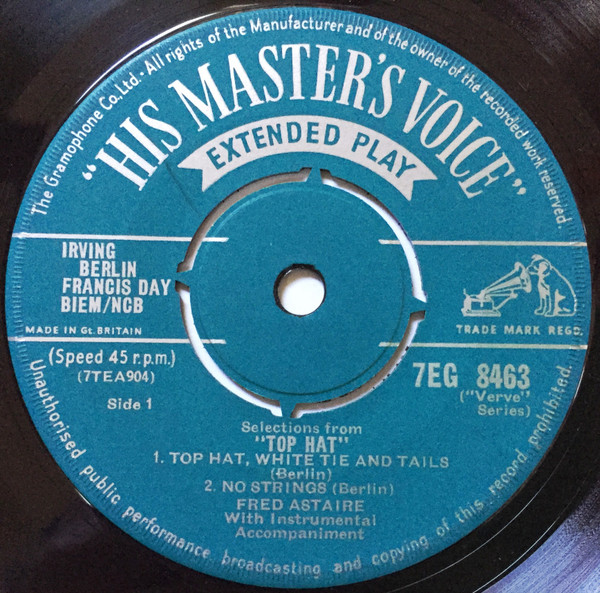 The Gramophone Co. Ltd.- All rights of the Manufacturer and of the owner of the recorded work reserved.
"HIS MASTER'S VOICE"
EXTENDED PLAY
IRVING
BERLIN
FRANCIS DAY
BIEM/NCB
MADE IN Gt. BRITAIN
TRADE MARK REGD.
(Speed 45 r.p.m.)
(7TEA904)
Side 1
7EG 8463
("Verve"
Series)
Selections from
"TOP HAT"
1. TOP HAT, WHITE TIE AND TAILS
(Berlin)
2. NO STRINGS (Berlin)
FRED ASTAIRE
With Instrumental
Accompaniment
Unauthorised public performance broadcasting and copying of this record prohibited.